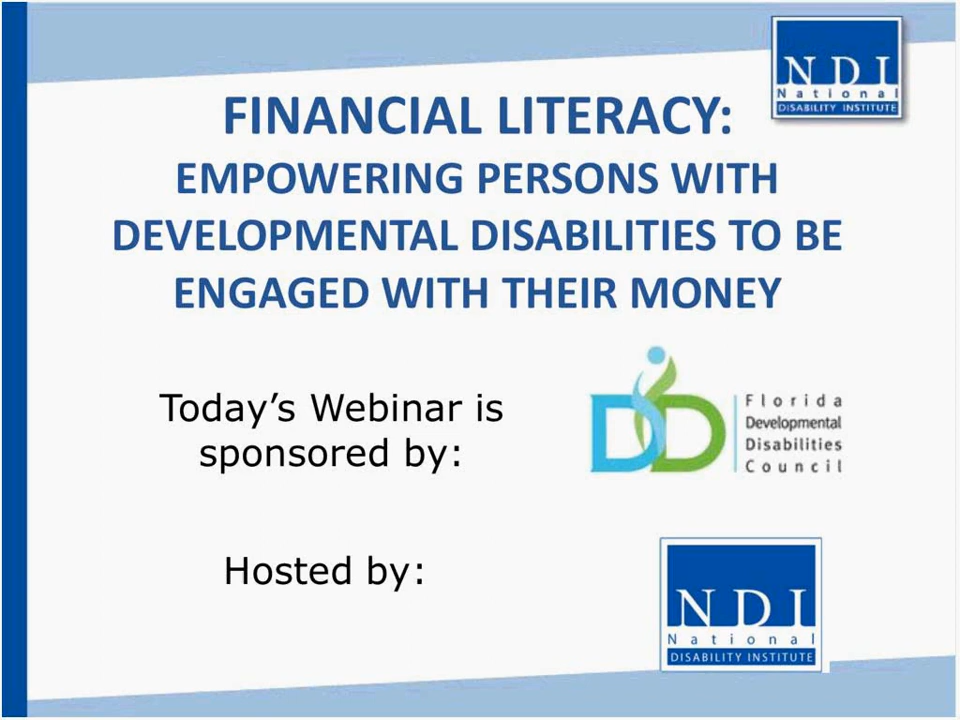 NDI
National
DISABILITY INSTITUTE
FINANCIAL LITERACY:
EMPOWERING PERSONS WITH
DEVELOPMENTAL DISABILITIES TO BE
ENGAGED WITH THEIR MONEY
Today's Webinar is
sponsored by:
DD
Florida
Developmental
Disabilities
Council
Hosted by:
NDI
National
DISABILITY INSTITUTE